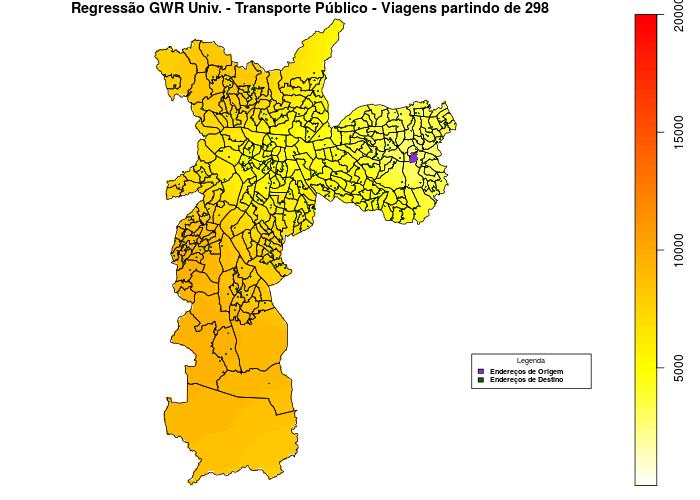 Regressão GWR Univ. - Transporte Público - Viagens partindo de 298
20000
15000
10000
5000
Legenda
Endereços de Origem
Endereços de Destino